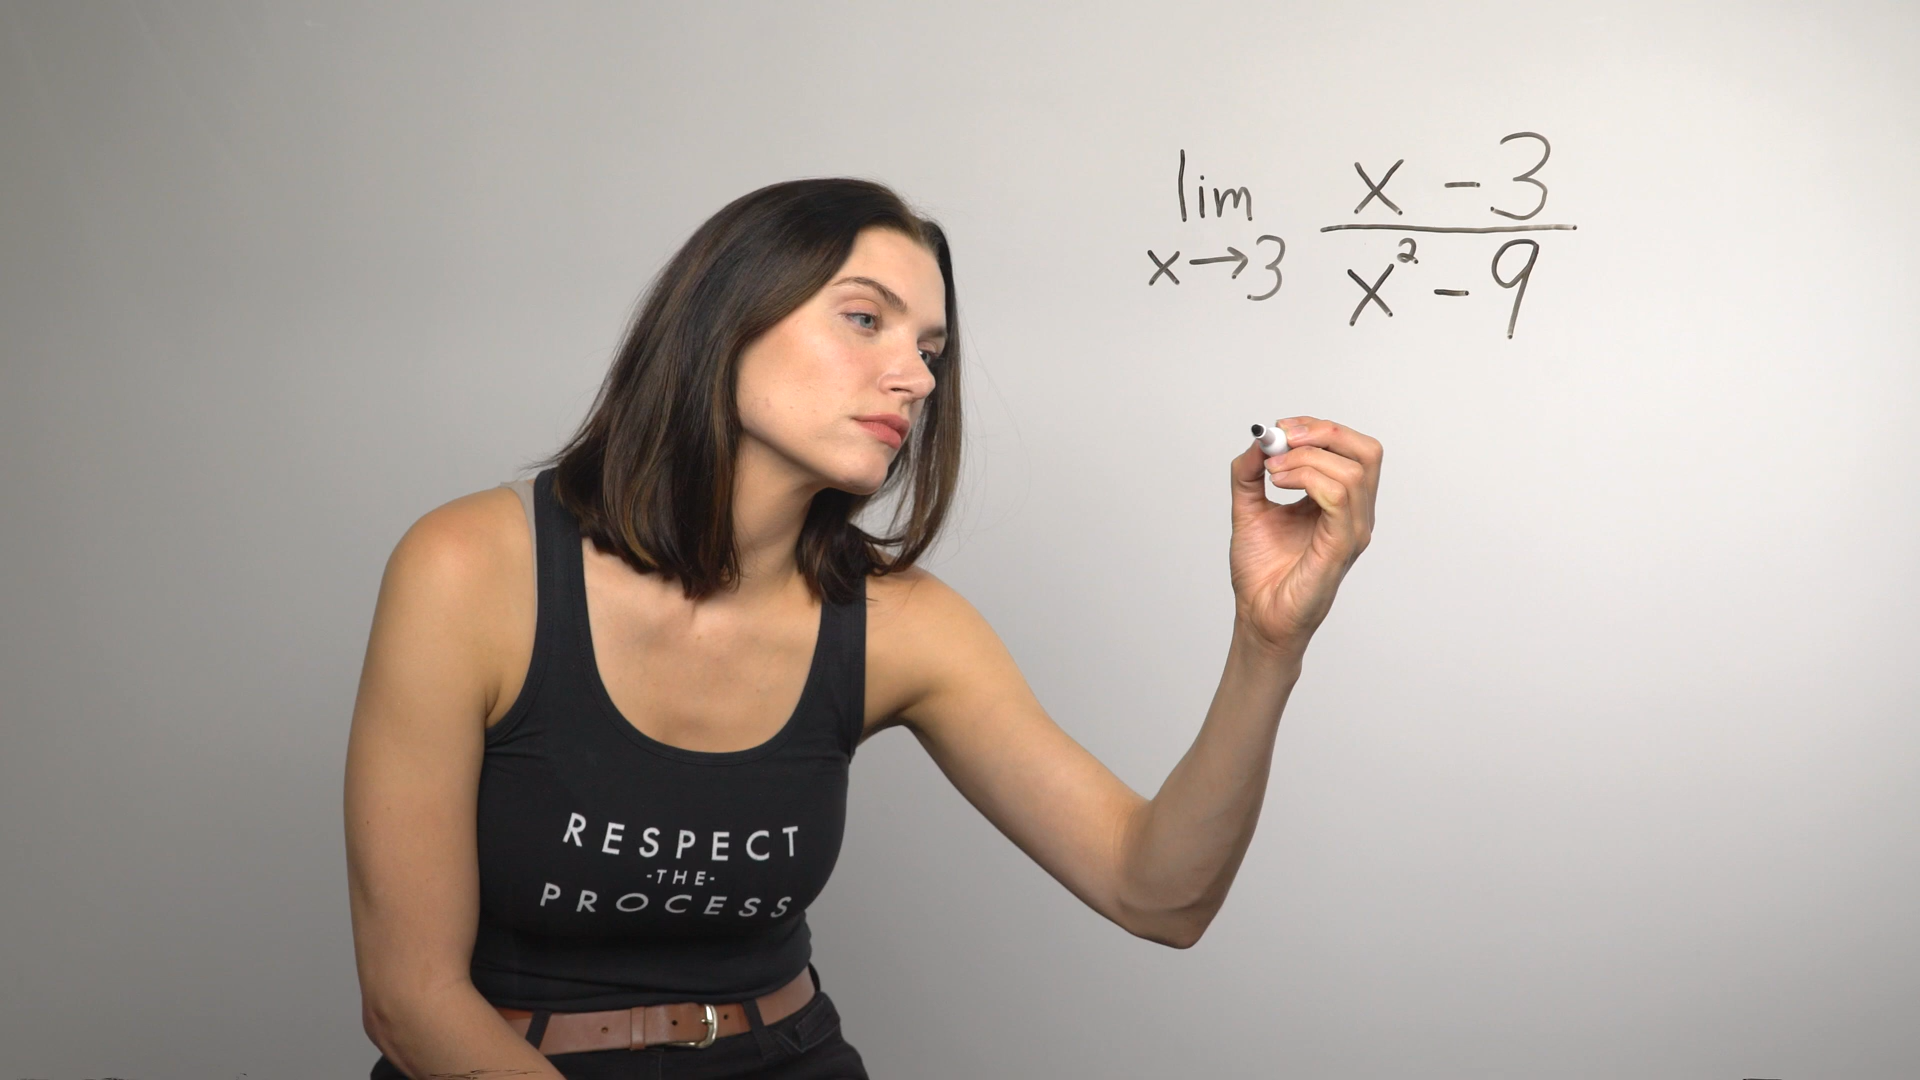 lim x - 3
x→3 x² - 9
RESPECT
-THE-
PROCESS